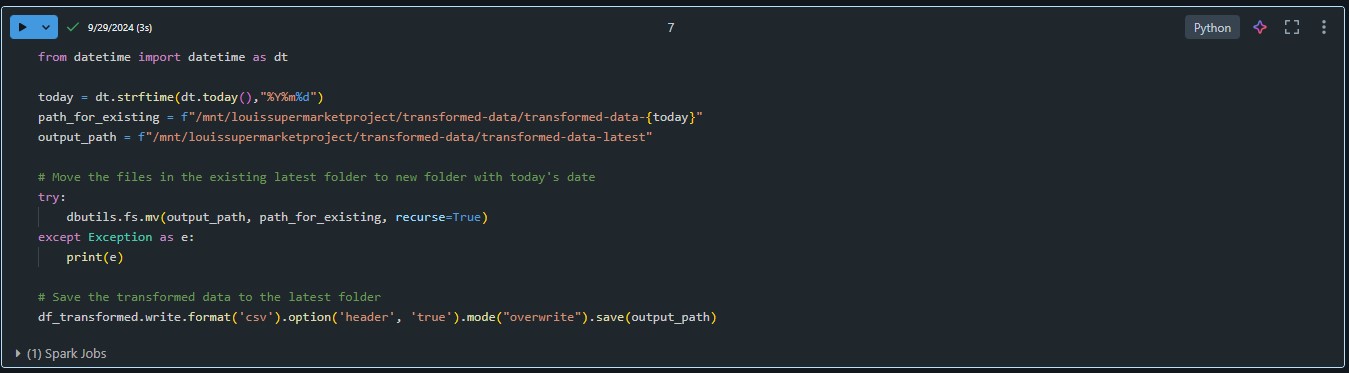 9/29/2024 (3s)
7
Python
from datetime import datetime as dt
today = dt.strftime(dt.today(),"%Y%m%d")
path_for_existing = f"/mnt/louissupermarketproject/transformed-data/transformed-data-{today}"
output_path = f"/mnt/louissupermarketproject/transformed-data/transformed-data-latest"
# Move the files in the existing latest folder to new folder with today's date
try:
    dbutils.fs.mv(output_path, path_for_existing, recurse=True)
except Exception as e:
    print(e)
# Save the transformed data to the latest folder
df_transformed.write.format('csv').option('header', 'true').mode("overwrite").save(output_path)
(1) Spark Jobs